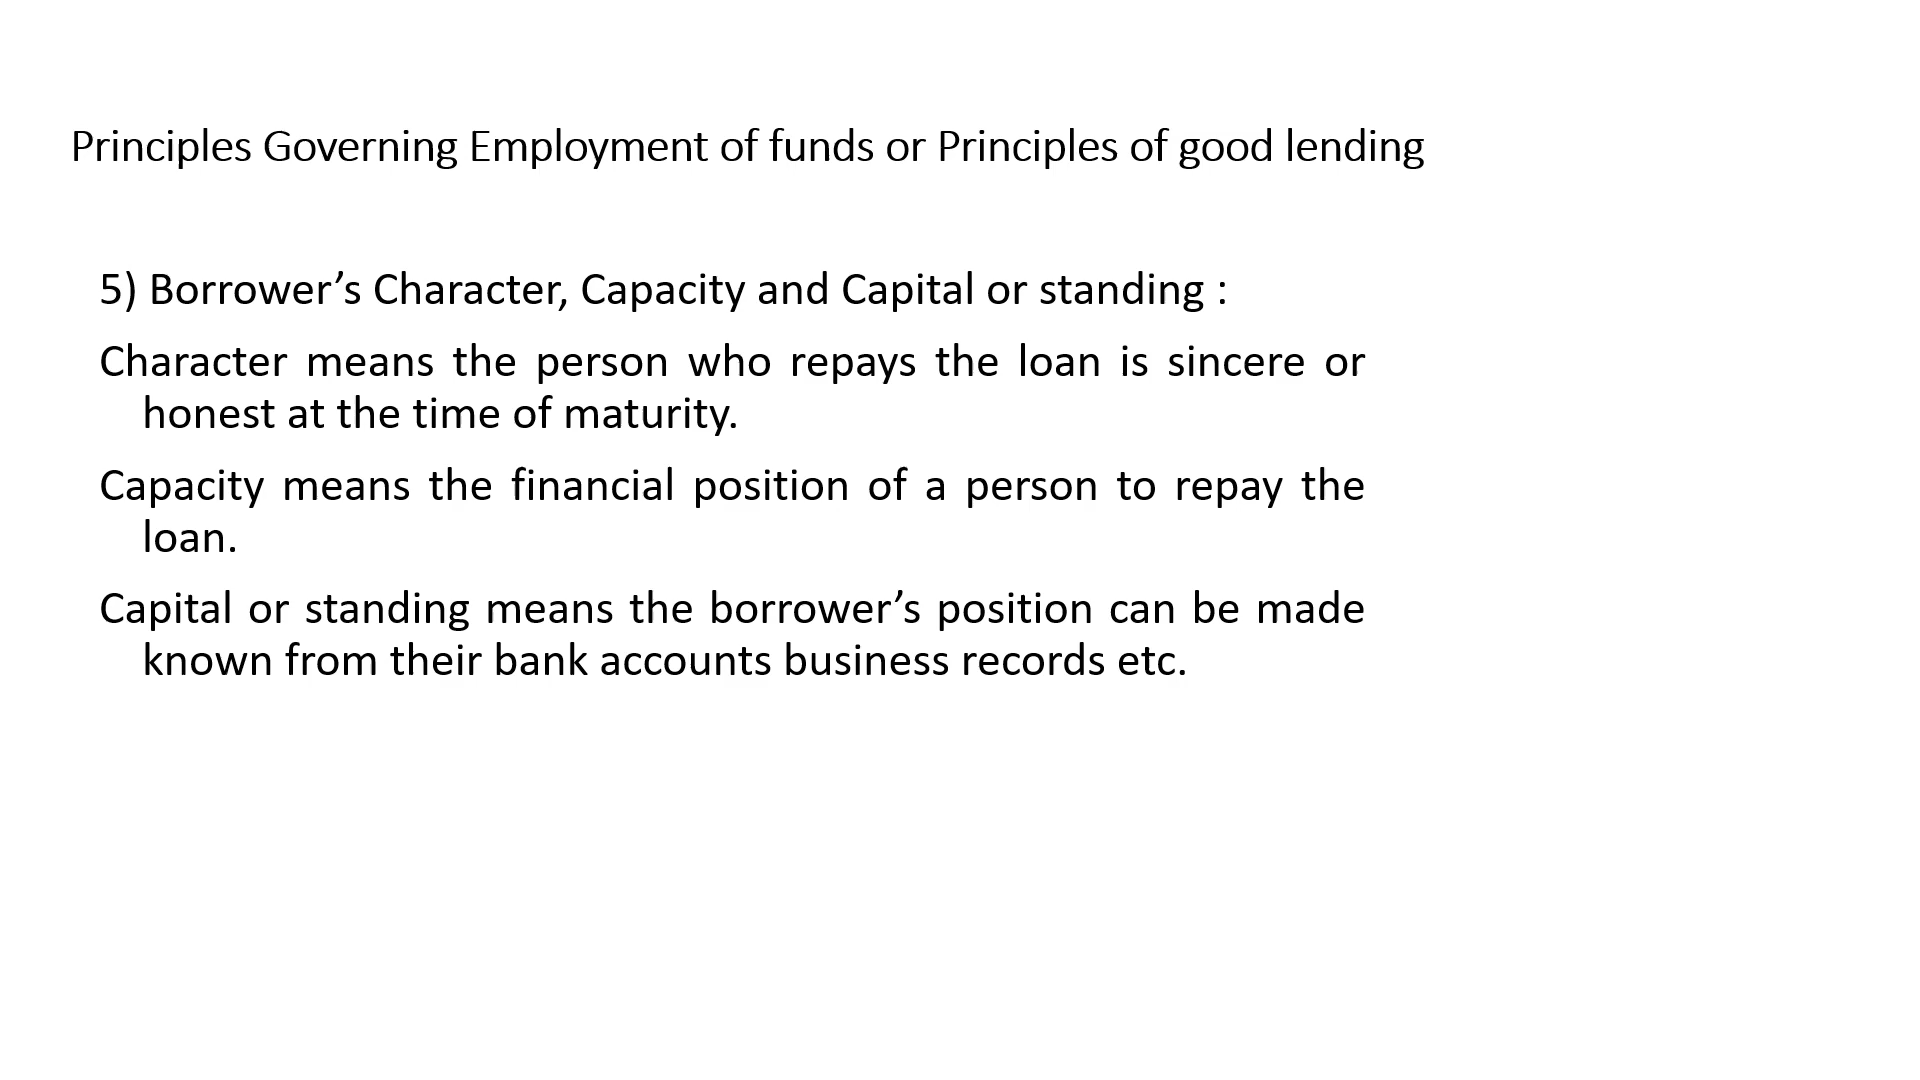 Principles Governing Employment of funds or Principles of good lending
5) Borrower’s Character, Capacity and Capital or standing :
Character means the person who repays the loan is sincere or
honest at the time of maturity.
Capacity means the financial position of a person to repay the
loan.
Capital or standing means the borrower’s position can be made
known from their bank accounts business records etc.